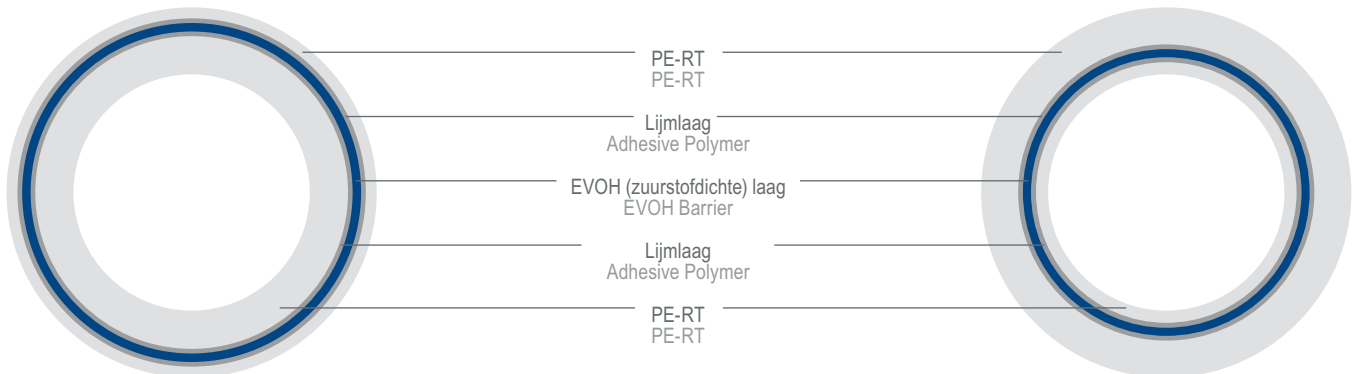 PE-RT
PE-RT
Lijmlaag
Adhesive Polymer
EVOH (zuurstofdichte) laag
EVOH Barrier
Lijmlaag
Adhesive Polymer
PE-RT
PE-RT